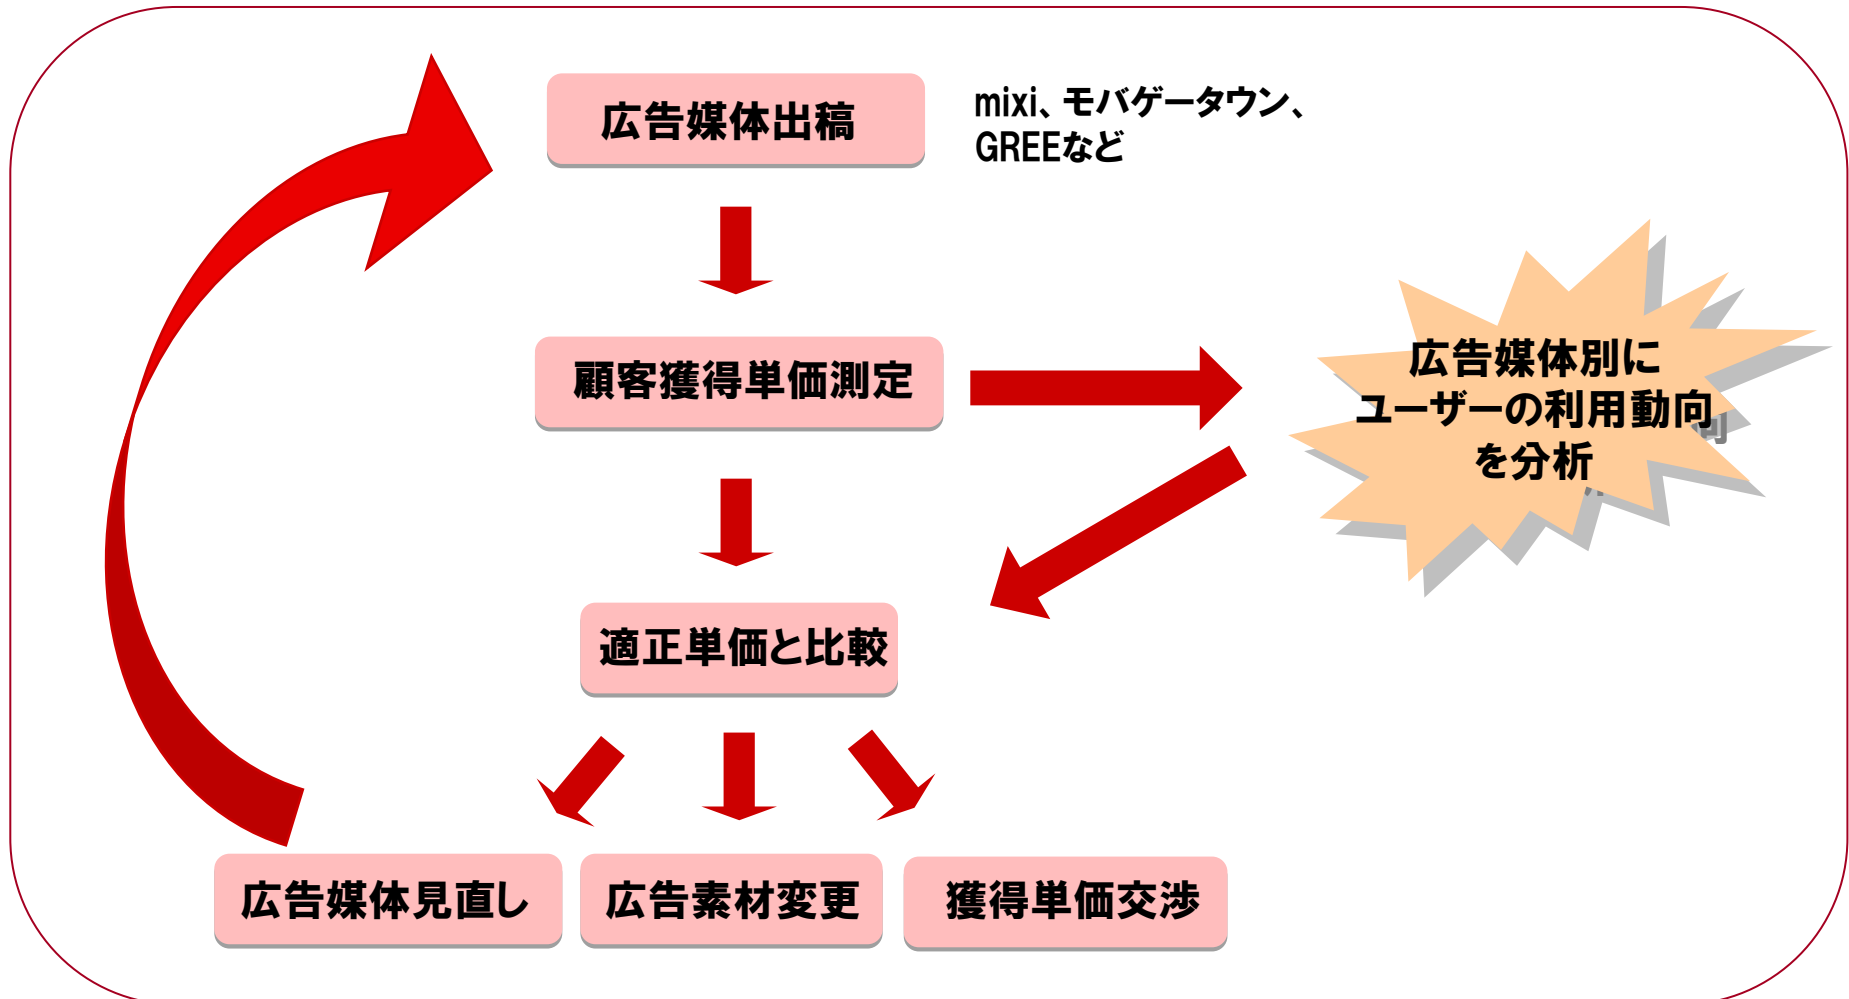 広告媒体出稿
mixi、モバゲータウン、
GREEなど
顧客獲得単価測定
広告媒体別に
ユーザーの利用動向
を分析
適正単価と比較
広告媒体見直し
広告素材変更
獲得単価交渉